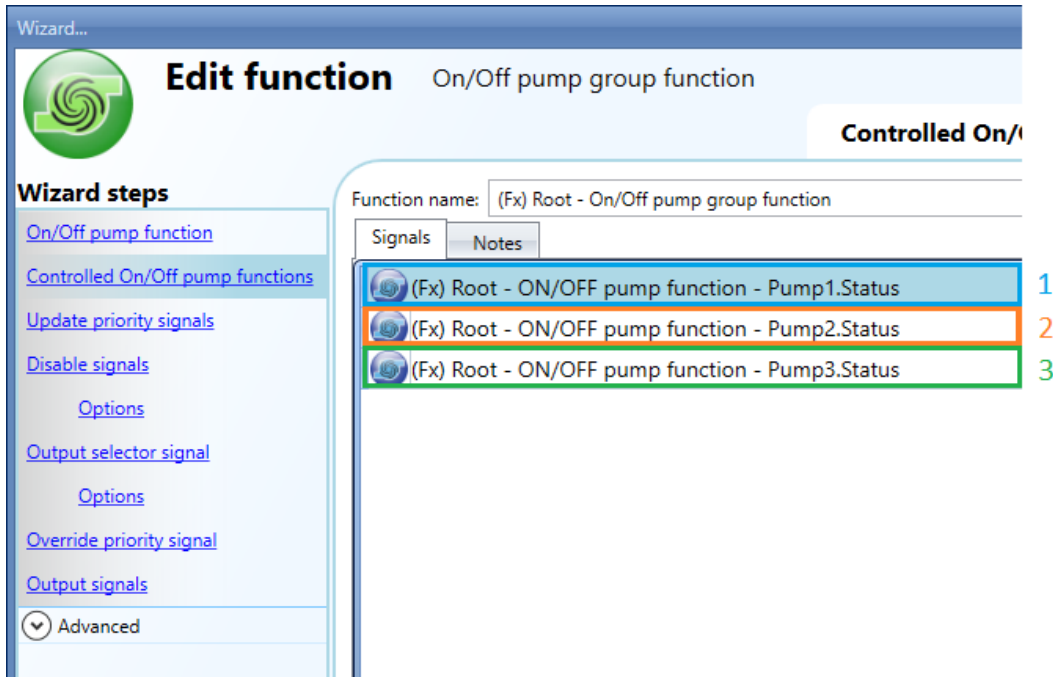 Wizard...
Edit function On/Off pump group function
Controlled On/
Wizard steps
On/Off pump function
Controlled On/Off pump functions
Update priority signals
Disable signals
Options
Output selector signal
Options
Override priority signal
Output signals
Advanced
Function name: (Fx) Root - On/Off pump group function
Signals Notes
(Fx) Root - ON/OFF pump function - Pump1.Status 1
(Fx) Root - ON/OFF pump function - Pump2.Status 2
(Fx) Root - ON/OFF pump function - Pump3.Status 3